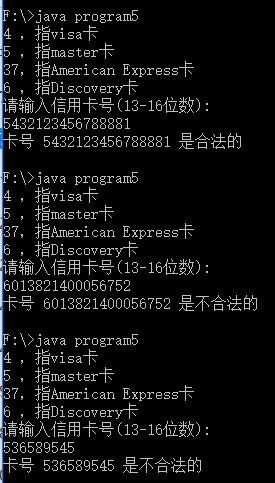 F:\>java program5
4 ，指visa卡
5 ，指master卡
37，指American Express卡
6 ，指Discovery卡
请输入信用卡号(13-16位数):
5432123456788881
卡号 5432123456788881 是合法的
F:\>java program5
4 ，指visa卡
5 ，指master卡
37，指American Express卡
6 ，指Discovery卡
请输入信用卡号(13-16位数):
6013821400056752
卡号 6013821400056752 是不合法的
F:\>java program5
4 ，指visa卡
5 ，指master卡
37，指American Express卡
6 ，指Discovery卡
请输入信用卡号(13-16位数):
536589545
卡号 536589545 是不合法的